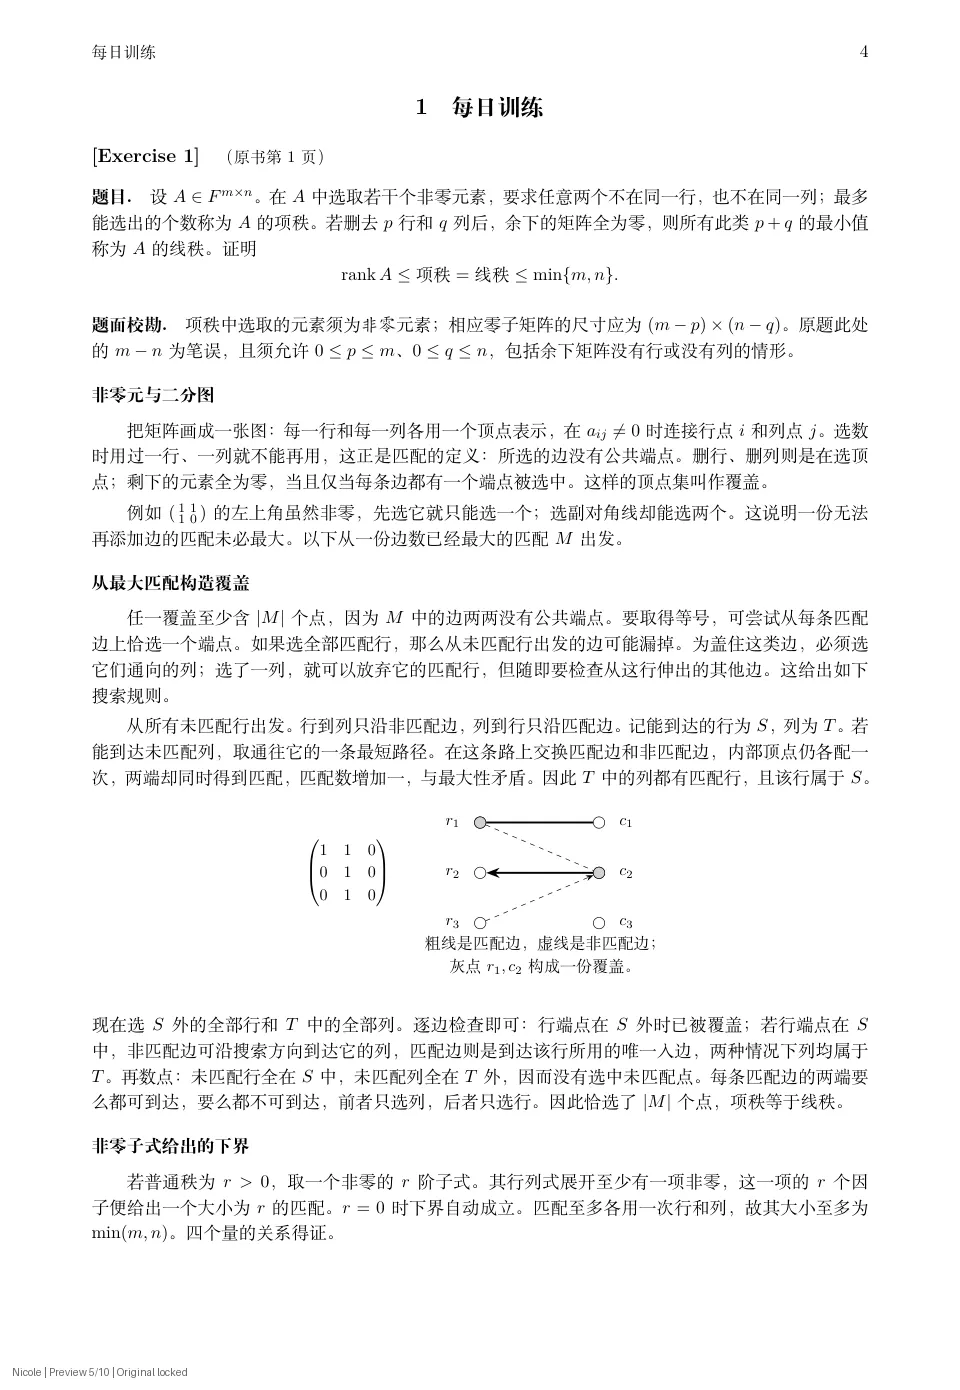 每日训练 4
1 每日训练
[Exercise 1] （原书第 1 页）
题目. 设 A ∈ F^{m×n}。在 A 中选取若干个非零元素，要求任意两个不在同一行，也不在同一列；最多
能选出的个数称为 A 的项秩。若删去 p 行和 q 列后，余下的矩阵全为零，则所有此类 p + q 的最小值
称为 A 的线秩。证明
rank A ≤ 项秩 = 线秩 ≤ min{m, n}.
题面校勘. 项秩中选取的元素须为非零元素；相应零子矩阵的尺寸应为 (m − p) × (n − q)。原题此处
的 m − n 为笔误，且须允许 0 ≤ p ≤ m、0 ≤ q ≤ n，包括余下矩阵没有行或没有列的情形。
非零元与二分图
把矩阵画成一张图：每一行和每一列各用一个顶点表示，在 a_{ij} ≠ 0 时连接行点 i 和列点 j。选数
时用过一行、一列就不能再用，这正是匹配的定义：所选的边没有公共端点。删行、删列则是在选顶
点；剩下的元素全为零，当且仅当每条边都有一个端点被选中。这样的顶点集叫作覆盖。
例如 (1 1 1 0) 的左上角虽然非零，先选它就只能选一个；选副对角线却能选两个。这说明一份无法
再添加边的匹配未必最大。以下从一份边数已经最大的匹配 M 出发。
从最大匹配构造覆盖
任一覆盖至少含 |M| 个点，因为 M 中的边两两没有公共端点。要取得等号，可尝试从每条匹配
边上恰选一个端点。如果选全部匹配行，那么从未匹配行出发的边可能漏掉。为盖住这类边，必须选
它们通向的列；选了一列，就可以放弃它的匹配行，但随即要检查从这行伸出的其他边。这给出如下
搜索规则。
从所有未匹配行出发。行到列只沿非匹配边，列到行只沿匹配边。记能到达的行为 S，列为 T。若
能到达未匹配列，取通往它的一条最短路径。在这条路上交换匹配边和非匹配边，内部顶点仍各配一
次，两端却同时得到匹配，匹配数增加一，与最大性矛盾。因此 T 中的列都有匹配行，且该行属于 S。
1 1 0
0 1 0
0 1 0
r₁ c₁
r₂ c₂
r₃ c₃
粗线是匹配边，虚线是非匹配边；
灰点 r₁, c₂ 构成一份覆盖。
现在选 S 外的全部行和 T 中的全部列。逐边检查即可：行端点在 S 外时已被覆盖；若行端点在 S
中，非匹配边可沿搜索方向到达它的列，匹配边则是到达该行所用的唯一入边，两种情况下列均属于
T。再数点：未匹配行全在 S 中，未匹配列全在 T 外，因而没有选中未匹配点。每条匹配边的两端要
么都可到达，要么都不可到达，前者只选列，后者只选行。因此恰选了 |M| 个点，项秩等于线秩。
非零子式给出的下界
若普通秩为 r > 0，取一个非零的 r 阶子式。其行列式展开至少有一项非零，这一项的 r 个因
子便给出一个大小为 r 的匹配。r = 0 时下界自动成立。匹配至多各用一次行和列，故其大小至多为
min(m, n)。四个量的关系得证。
Nicole | Preview 5/10 | Original locked